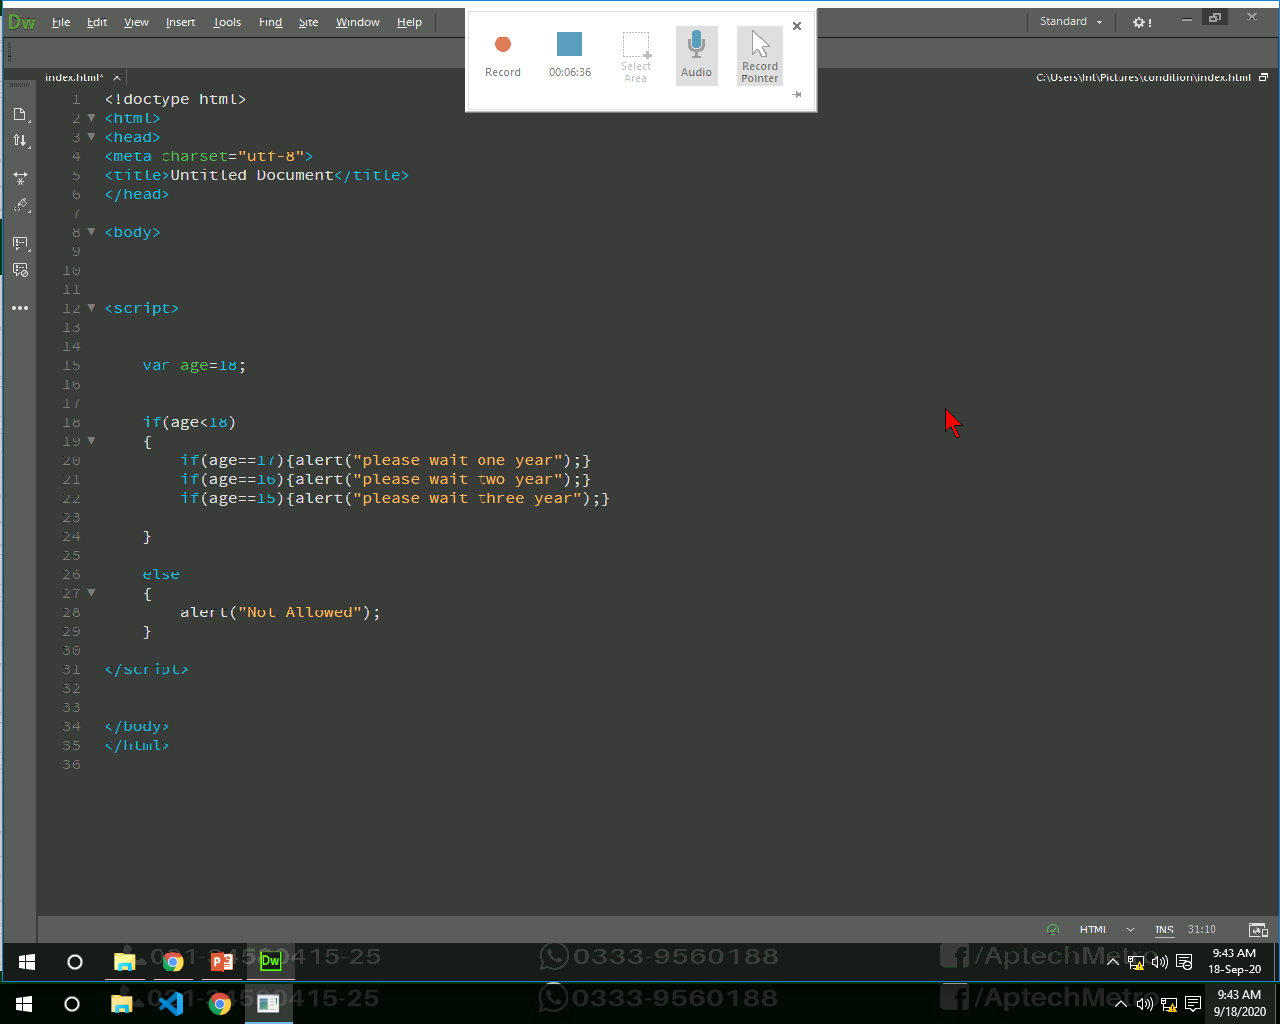 Dw File Edit View Insert Tools Find Site Window Help
Standard
Record
00:06:36
Select Area
Audio
Record Pointer
index.html*
C:\Users\Int\Pictures\condition\index.html
1 <!doctype html>
2 <html>
3 <head>
4 <meta charset="utf-8">
5 <title>Untitled Document</title>
6 </head>
7
8 <body>
9
10
11
12 <script>
13
14
15 var age=18;
16
17
18 if(age<18)
19 {
20 if(age==17){alert("please wait one year");}
21 if(age==16){alert("please wait two year");}
22 if(age==15){alert("please wait three year");}
23
24 }
25
26 else
27 {
28 alert("Not Allowed");
29 }
30
31 </script>
32
33
34 </body>
35 </html>
36
HTML INS 31:10
0333-9560188
/AptechMetro
Dw
9:43 AM
18-Sep-20
0333-9560188
/AptechMetro
9:43 AM
9/18/2020